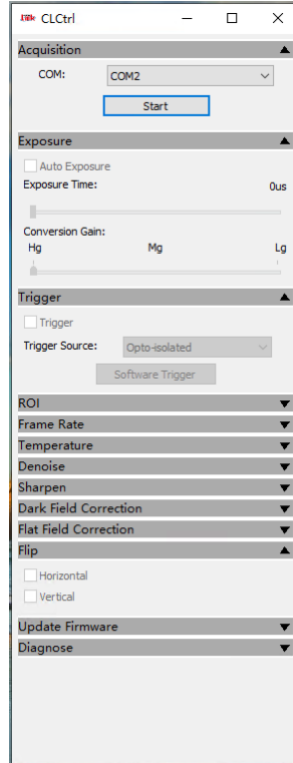 CLCtrl
Acquisition
COM: COM2
Start
Exposure
Auto Exposure
Exposure Time: 0us
Conversion Gain:
Hg Mg Lg
Trigger
Trigger
Trigger Source: Opto-isolated
Software Trigger
ROI
Frame Rate
Temperature
Denoise
Sharpen
Dark Field Correction
Flat Field Correction
Flip
Horizontal
Vertical
Update Firmware
Diagnose